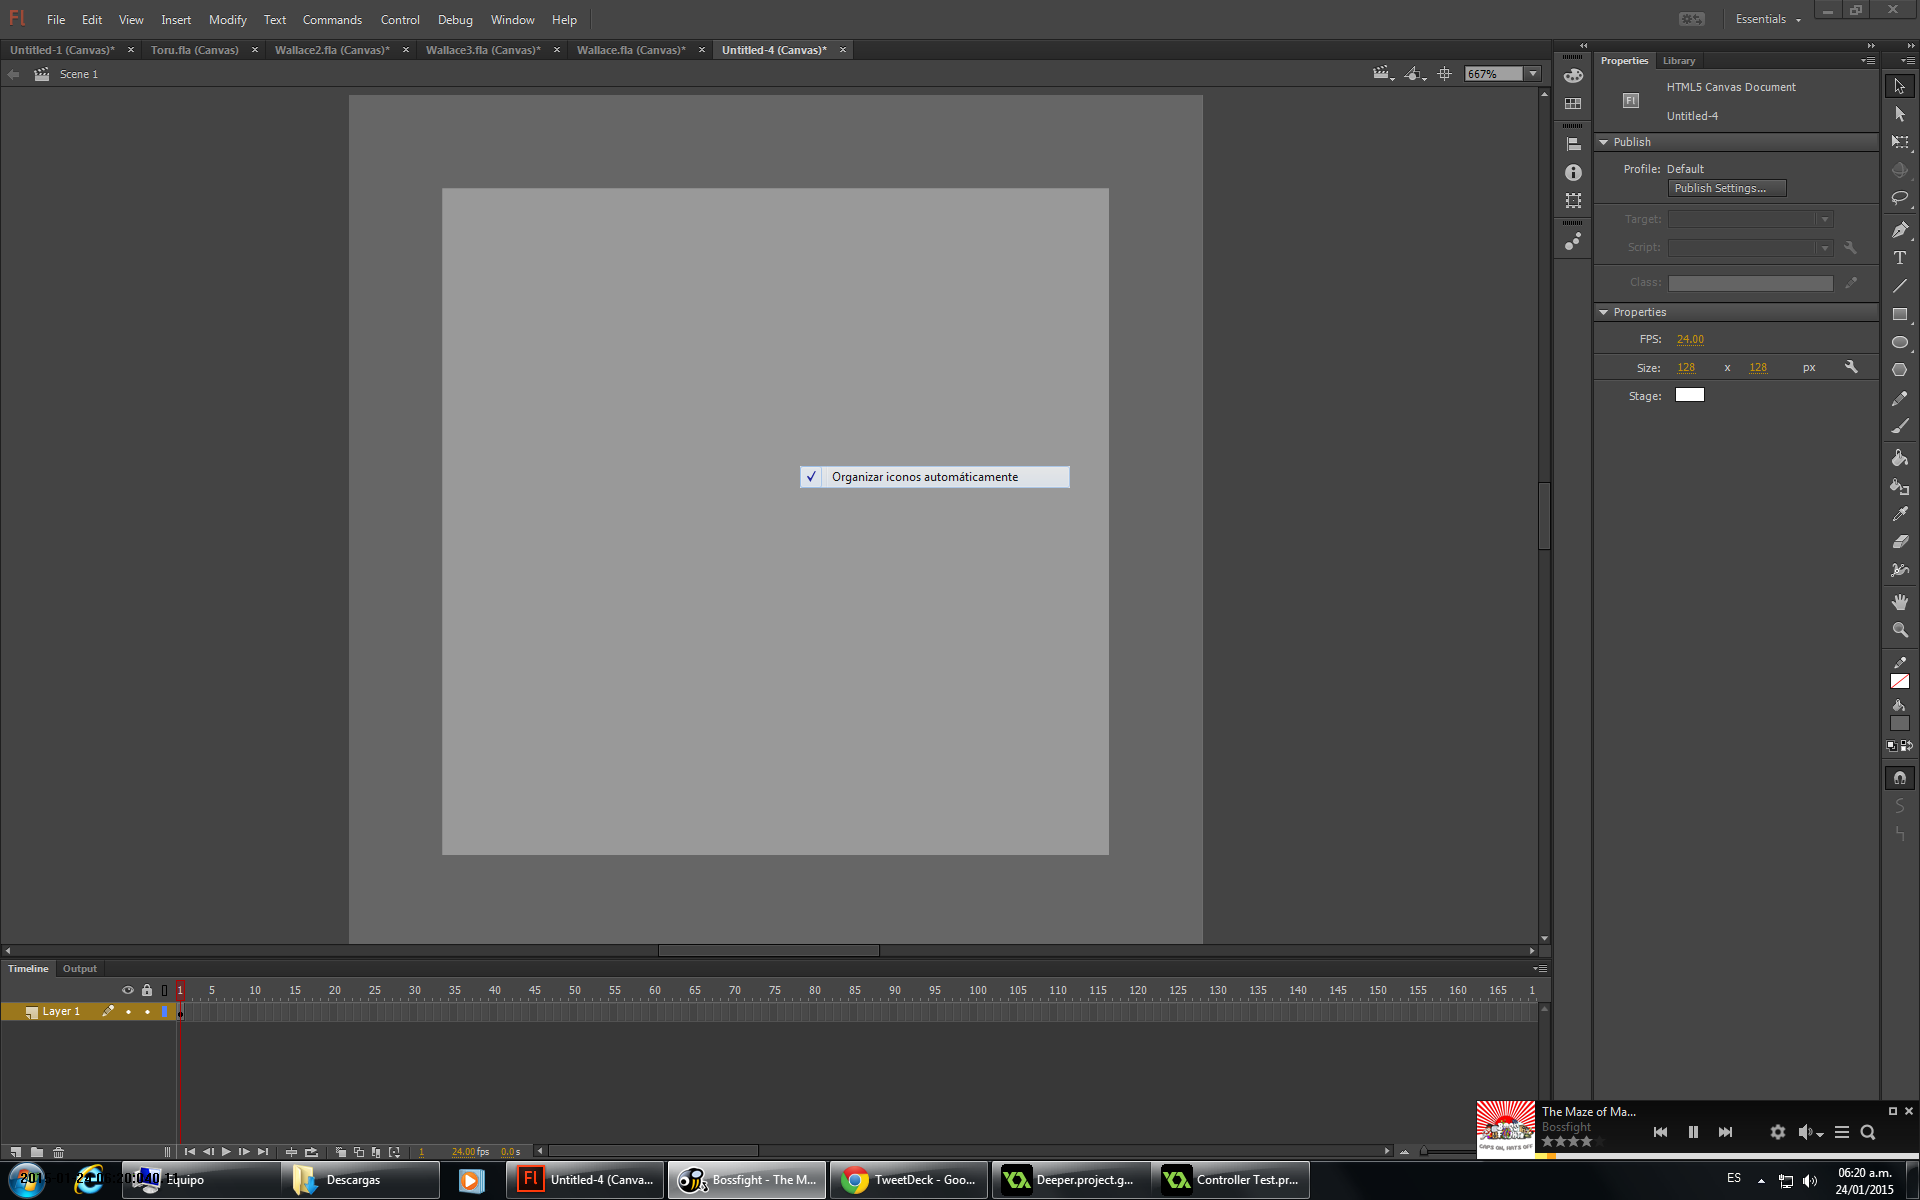 Fl File Edit View Insert Modify Text Commands Control Debug Window Help Essentials
Untitled-1 (Canvas)* Toru.fla (Canvas) Wallace2.fla (Canvas)* Wallace3.fla (Canvas)* Wallace.fla (Canvas)* Untitled-4 (Canvas)*
Scene 1 667%
Properties Library
HTML5 Canvas Document
Fl
Untitled-4
Publish
Profile: Default
Publish Settings...
Target:
Script:
Class:
Properties
FPS: 24.00
Size: 128 x 128 px
Stage:
Organizar iconos automáticamente
Timeline Output
1 5 10 15 20 25 30 35 40 45 50 55 60 65 70 75 80 85 90 95 100 105 110 115 120 125 130 135 140 145 150 155 160 165 1
Layer 1
1 24.00 fps 0.0 s
The Maze of Ma...
Bossfight
GAPS ON, HATS OFF
Equipo Descargas Untitled-4 (Canva... Bossfight - The M... TweetDeck - Goo... Deeper.project.g... Controller Test.pr... ES
06:20 a.m.
24/01/2015